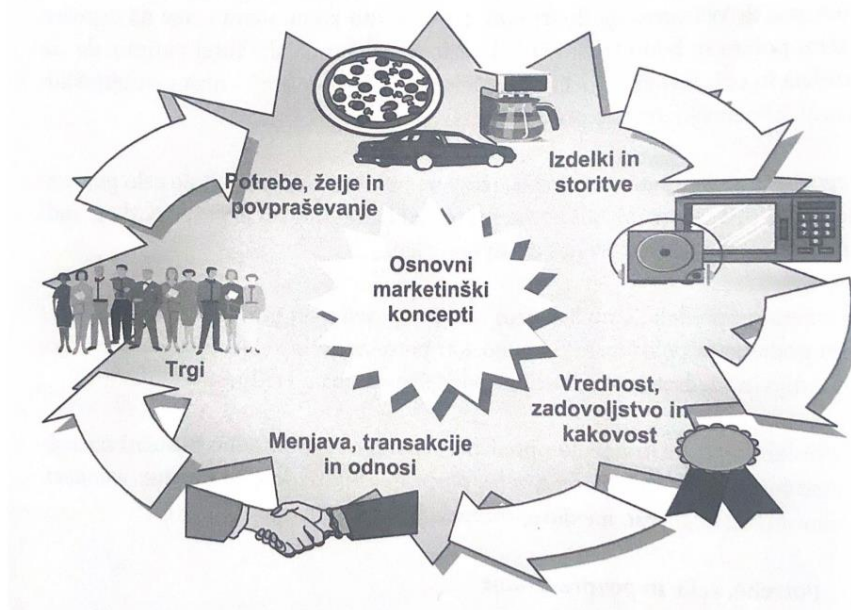 Potrebe, želje in
povpraševanje
Izdelki in
storitve
Osnovni
marketinški
koncepti
Trgi
Vrednost,
zadovoljstvo in
kakovost
Menjava, transakcije
in odnosi